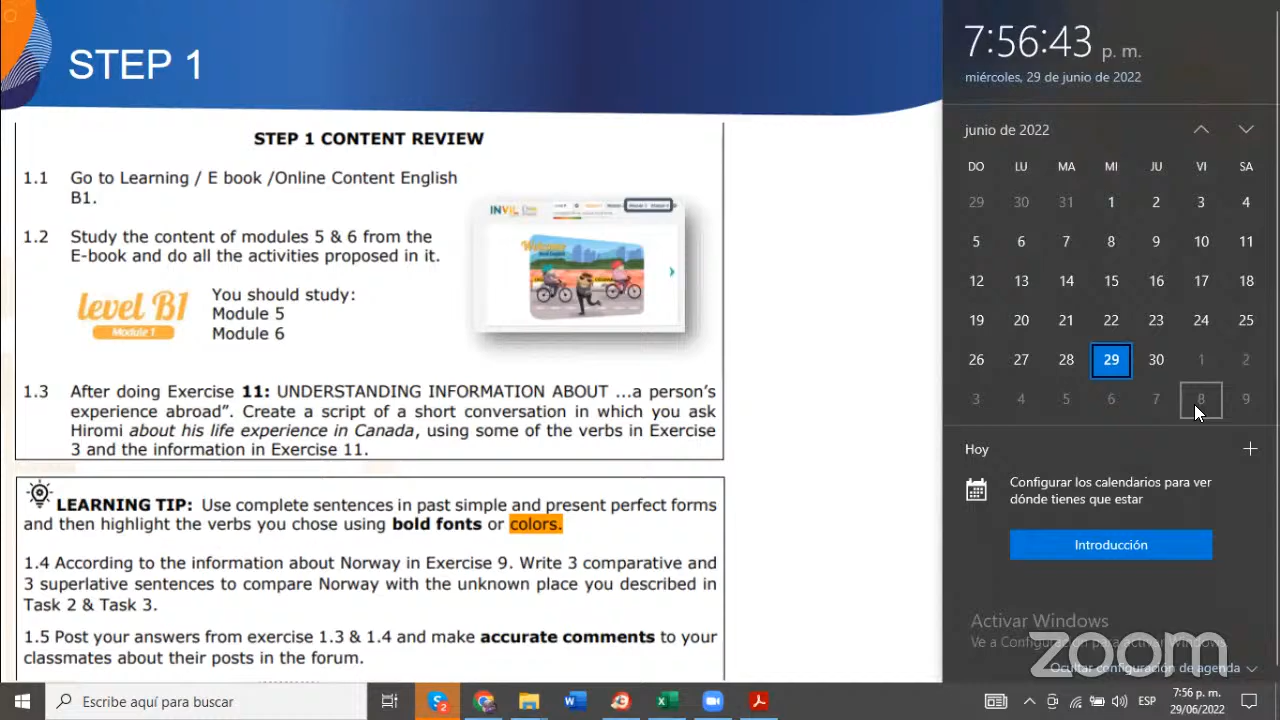 STEP 1
STEP 1 CONTENT REVIEW
1.1 Go to Learning / E book /Online Content English
B1.
1.2 Study the content of modules 5 & 6 from the
E-book and do all the activities proposed in it.
level B1
Module 1
You should study:
Module 5
Module 6
INVIL
Welcome
1.3 After doing Exercise 11: UNDERSTANDING INFORMATION ABOUT ...a person's
experience abroad”. Create a script of a short conversation in which you ask
Hiromi about his life experience in Canada, using some of the verbs in Exercise
3 and the information in Exercise 11.
LEARNING TIP: Use complete sentences in past simple and present perfect forms
and then highlight the verbs you chose using bold fonts or colors.
1.4 According to the information about Norway in Exercise 9. Write 3 comparative and
3 superlative sentences to compare Norway with the unknown place you described in
Task 2 & Task 3.
1.5 Post your answers from exercise 1.3 & 1.4 and make accurate comments to your
classmates about their posts in the forum.
7:56:43 p. m.
miércoles, 29 de junio de 2022
junio de 2022
DO LU MA MI JU VI SA
29 30 31 1 2 3 4
5 6 7 8 9 10 11
12 13 14 15 16 17 18
19 20 21 22 23 24 25
26 27 28 29 30 1 2
3 4 5 6 7 8 9
Hoy
Configurar los calendarios para ver
dónde tienes que estar
Introducción
Activar Windows
Ve a Configuración para activar Windows
zoom
Ocultar configuración de agenda
Escribe aquí para buscar
ESP
7:56 p. m.
29/06/2022